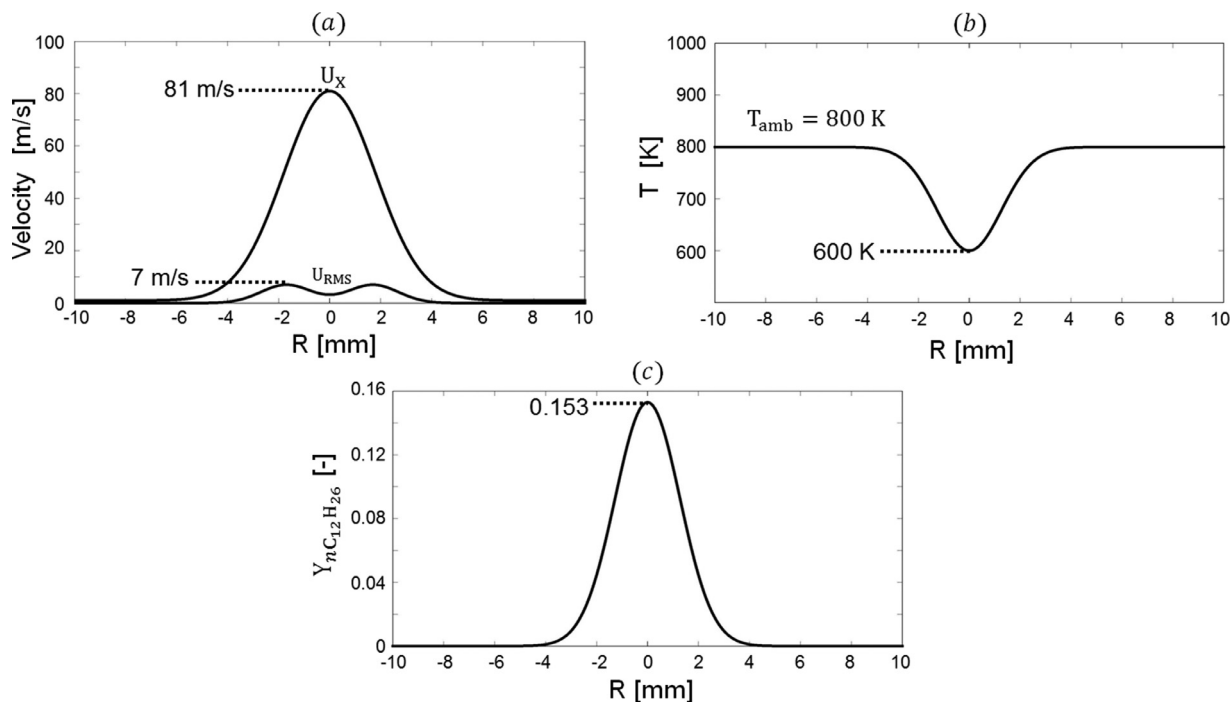 (a)
100
80
60
40
20
0
Velocity [m/s]
81 m/s
U_X
7 m/s
U_RMS
-10 -8 -6 -4 -2 0 2 4 6 8 10
R [mm]
(b)
1000
900
800
700
600
T [K]
T_amb = 800 K
600 K
-10 -8 -6 -4 -2 0 2 4 6 8 10
R [mm]
(c)
0.16
0.12
0.08
0.04
0
Y_nC₁₂H₂₆ [-]
0.153
-10 -8 -6 -4 -2 0 2 4 6 8 10
R [mm]